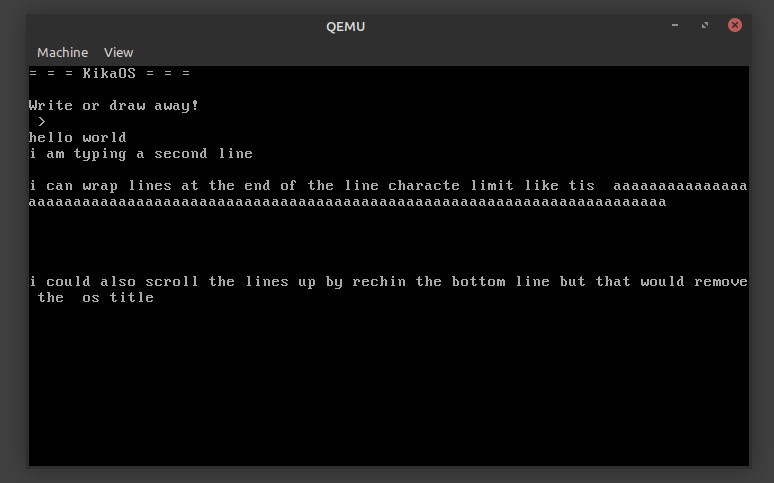 QEMU
Machine View
= = = KikaOS = = =
Write or draw away!
>
hello world
i am typing a second line
i can wrap lines at the end of the line characte limit like tis  aaaaaaaaaaaaaaa
aaaaaaaaaaaaaaaaaaaaaaaaaaaaaaaaaaaaaaaaaaaaaaaaaaaaaaaaaaaaaaaaaaaaaaa
i could also scroll the lines up by rechin the bottom line but that would remove
the  os title